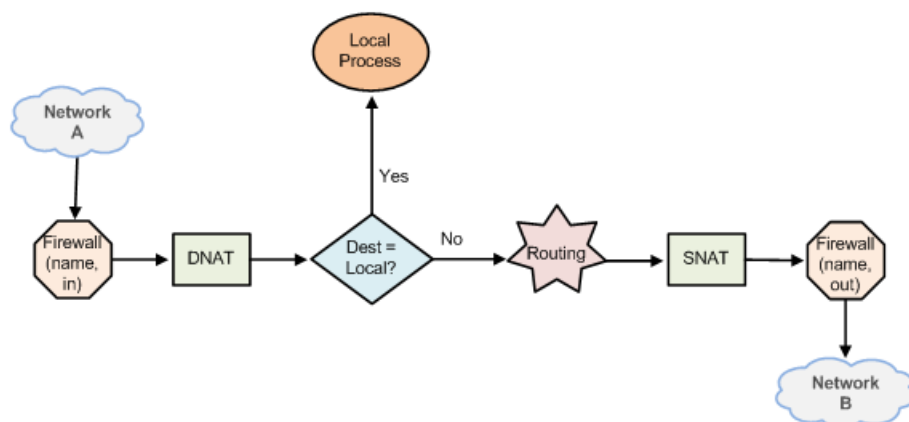 Local
Process
Network
A
Yes
Firewall
(name,
in)
DNAT
Dest =
Local?
No
Routing
SNAT
Firewall
(name,
out)
Network
B